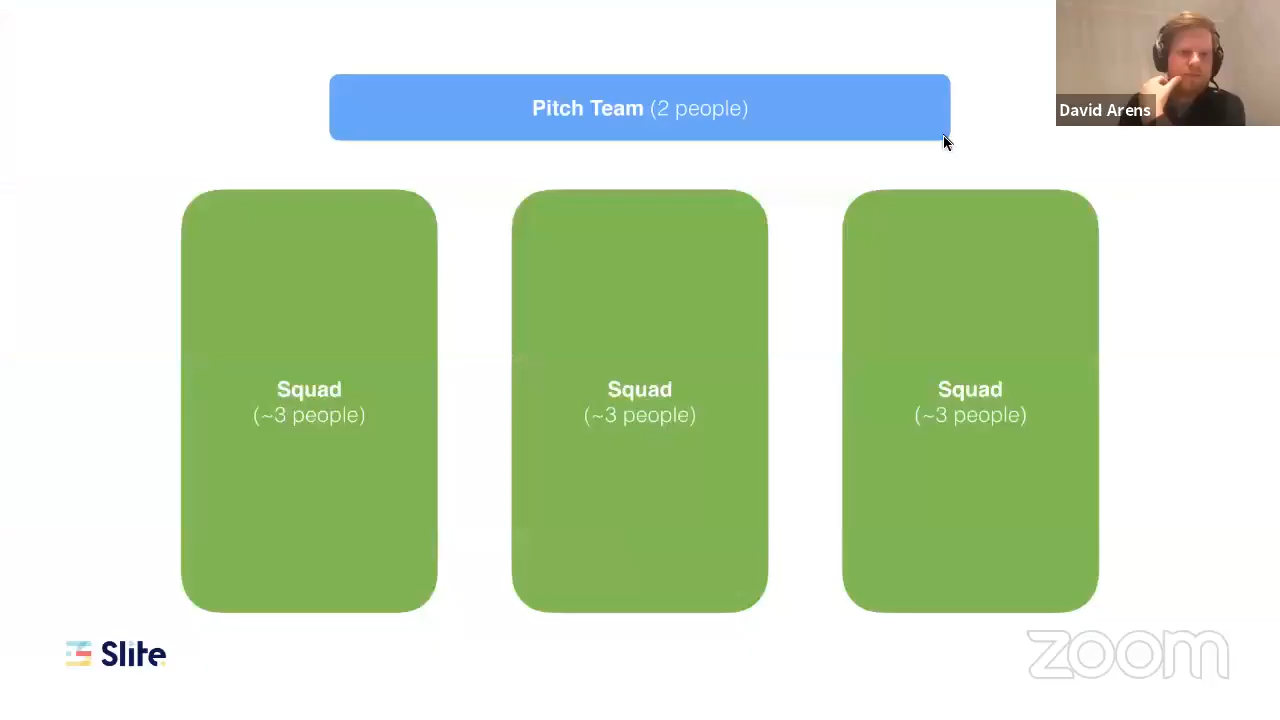 Pitch Team (2 people)
David Arens
Squad
(~3 people)
Squad
(~3 people)
Squad
(~3 people)
Slite
zoom